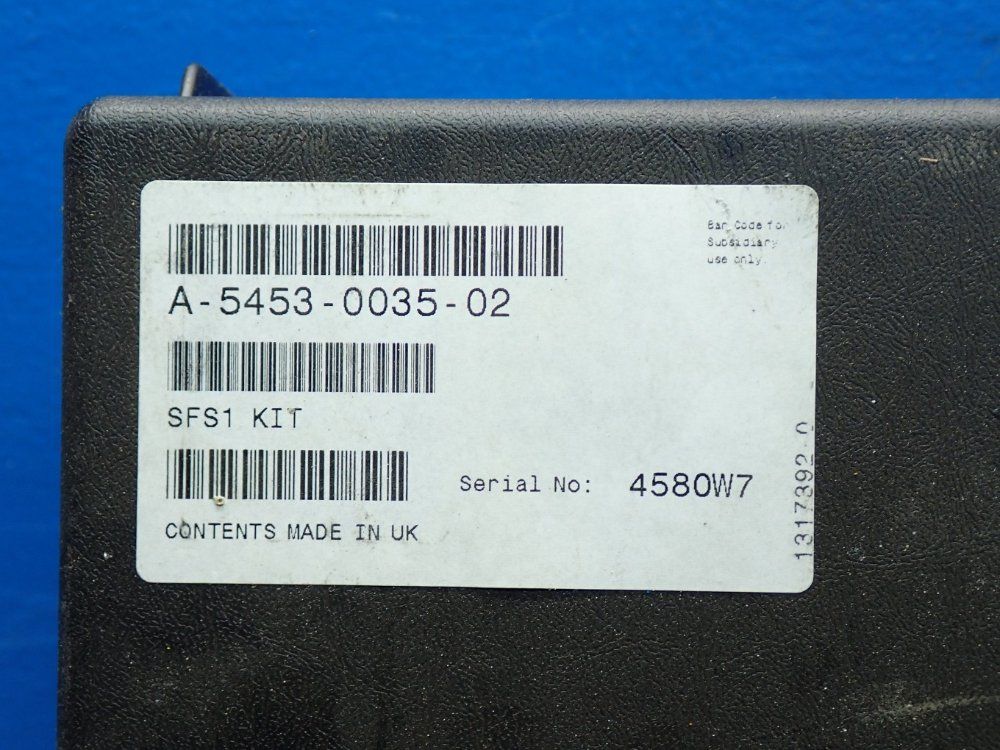 Bar Code for
Subsidiary
use only.
A-5453-0035-02
SFS1 KIT
Serial No: 4580W7
CONTENTS MADE IN UK
1317392-0